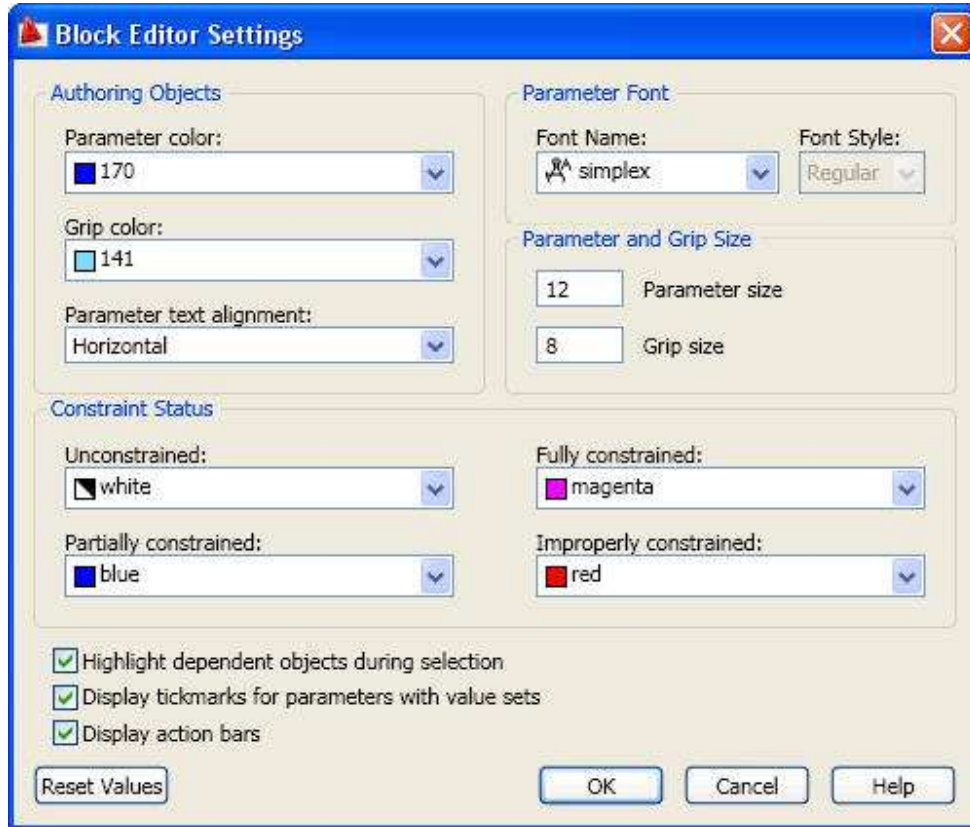 Block Editor Settings
Authoring Objects
Parameter color:
170
Grip color:
141
Parameter text alignment:
Horizontal
Parameter Font
Font Name:
simplex
Font Style:
Regular
Parameter and Grip Size
12 Parameter size
8 Grip size
Constraint Status
Unconstrained:
white
Fully constrained:
magenta
Partially constrained:
blue
Improperly constrained:
red
Highlight dependent objects during selection
Display tickmarks for parameters with value sets
Display action bars
Reset Values OK Cancel Help